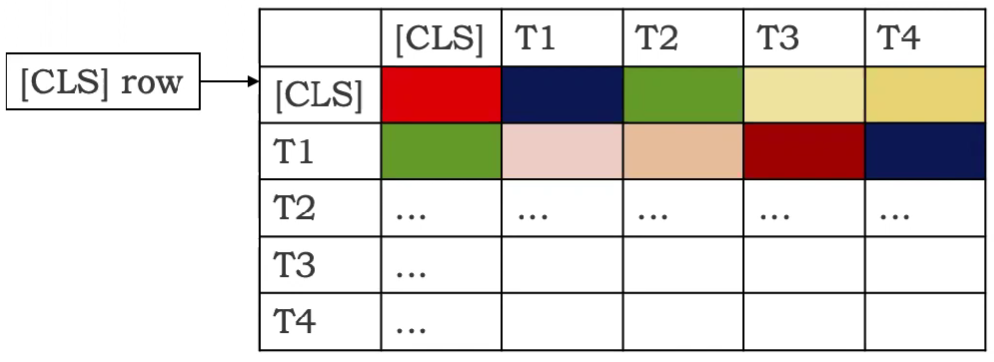 [CLS] T1 T2 T3 T4
[CLS] row
[CLS]
T1
T2 ... ... ... ... ...
T3 ...
T4 ...